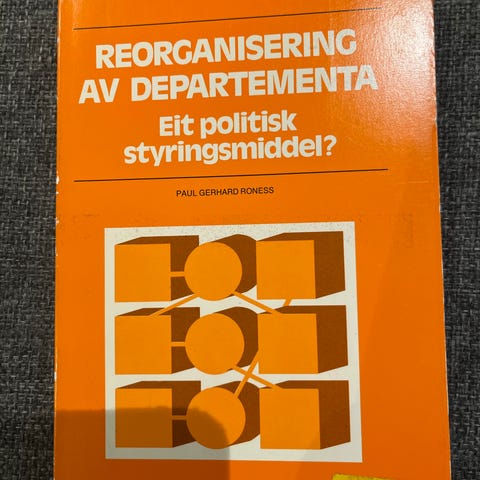 REORGANISERING
AV DEPARTEMENTA
Eit politisk
styringsmiddel?
PAUL GERHARD RONESS